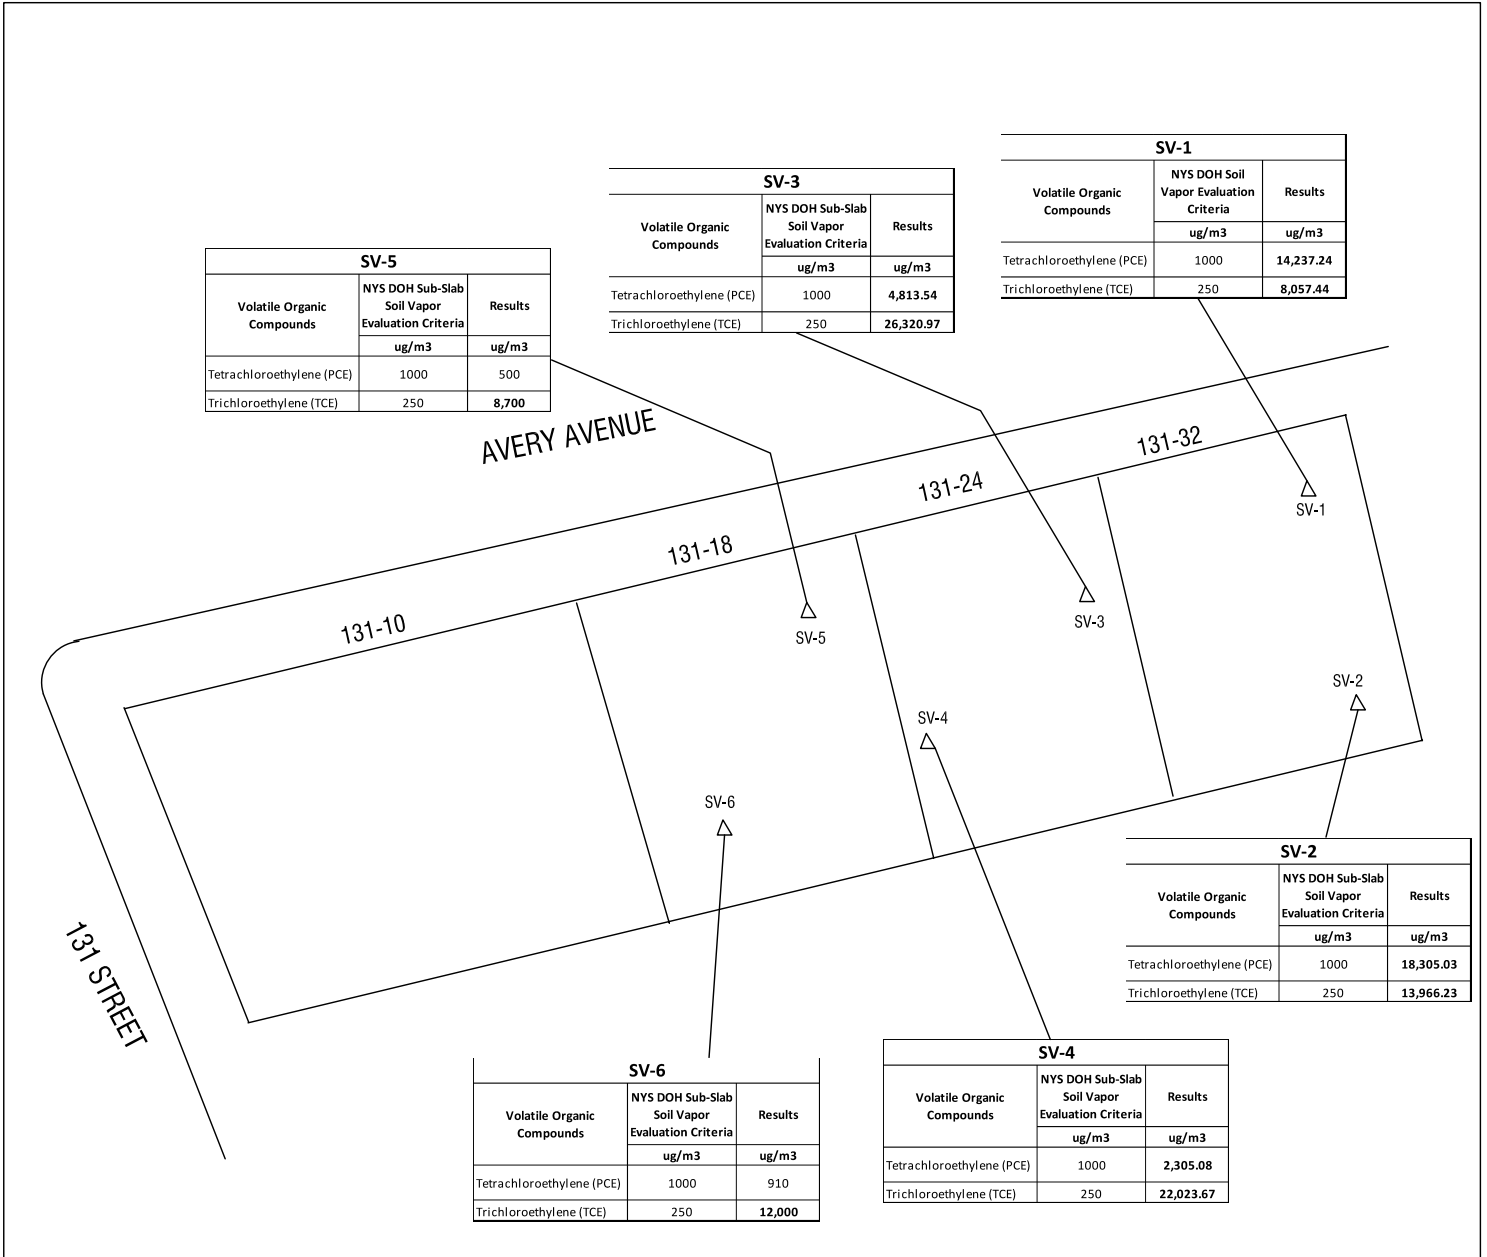 SV-1
Volatile Organic
Compounds
NYS DOH Soil
Vapor Evaluation
Criteria
Results
ug/m3 ug/m3
Tetrachloroethylene (PCE) 1000 14,237.24
Trichloroethylene (TCE) 250 8,057.44
SV-3
Volatile Organic
Compounds
NYS DOH Sub-Slab
Soil Vapor
Evaluation Criteria
Results
ug/m3 ug/m3
Tetrachloroethylene (PCE) 1000 4,813.54
Trichloroethylene (TCE) 250 26,320.97
SV-5
Volatile Organic
Compounds
NYS DOH Sub-Slab
Soil Vapor
Evaluation Criteria
Results
ug/m3 ug/m3
Tetrachloroethylene (PCE) 1000 500
Trichloroethylene (TCE) 250 8,700
AVERY AVENUE
131-32
131-24
131-18
131-10
SV-1
SV-3
SV-5
SV-2
SV-4
SV-6
131 STREET
SV-2
Volatile Organic
Compounds
NYS DOH Sub-Slab
Soil Vapor
Evaluation Criteria
Results
ug/m3 ug/m3
Tetrachloroethylene (PCE) 1000 18,305.03
Trichloroethylene (TCE) 250 13,966.23
SV-4
Volatile Organic
Compounds
NYS DOH Sub-Slab
Soil Vapor
Evaluation Criteria
Results
ug/m3 ug/m3
Tetrachloroethylene (PCE) 1000 2,305.08
Trichloroethylene (TCE) 250 22,023.67
SV-6
Volatile Organic
Compounds
NYS DOH Sub-Slab
Soil Vapor
Evaluation Criteria
Results
ug/m3 ug/m3
Tetrachloroethylene (PCE) 1000 910
Trichloroethylene (TCE) 250 12,000